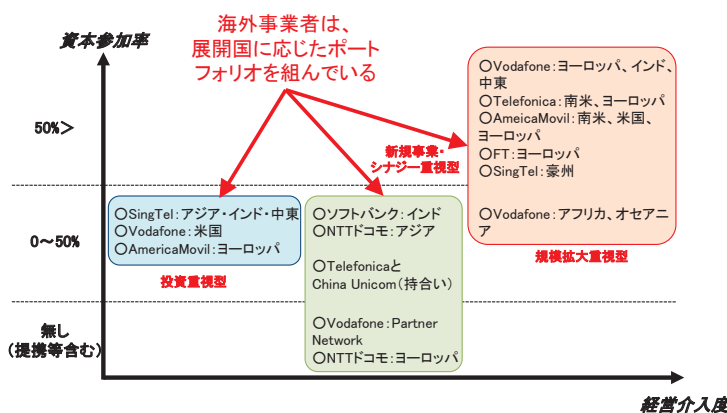 海外事業者は、
展開国に応じたポート
フォリオを組んでいる
資本参加率
50%>
0～50%
無し
(提携等含む)
○SingTel：アジア・インド・中東
○Vodafone：米国
○AmericaMovil：ヨーロッパ
投資重視型
新規事業・
シナジー重視型
○ソフトバンク：インド
○NTTドコモ：アジア
○Telefonicaと
China Unicom（持合い）
○Vodafone：Partner
Network
○NTTドコモ：ヨーロッパ
○Vodafone：ヨーロッパ、インド、
中東
○Telefonica：南米、ヨーロッパ
○AmeicaMovil：南米、米国、
ヨーロッパ
○FT：ヨーロッパ
○SingTel：豪州
○Vodafone：アフリカ、オセアニ
ア
規模拡大重視型
経営介入度